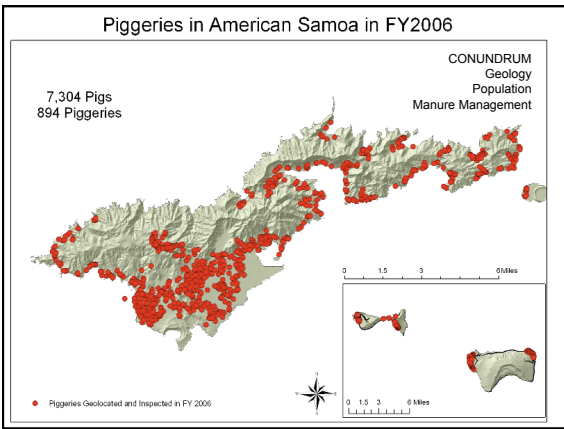 Piggeries in American Samoa in FY2006
CONUNDRUM
Geology
Population
Manure Management
7,304 Pigs
894 Piggeries
0 1.5 3 6 Miles
Piggeries Geolocated and Inspected in FY 2006
0 1.5 3 6 Miles